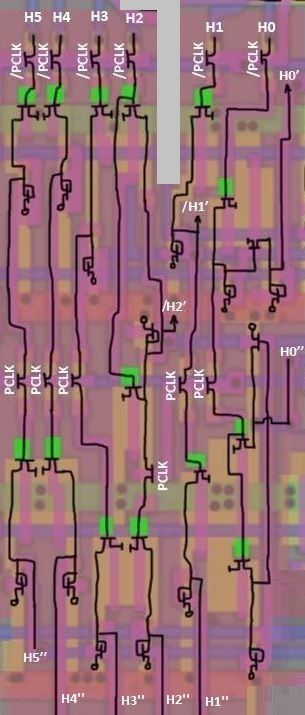 H5 H4 H3 H2 H1 H0
/PCLK /PCLK /PCLK /PCLK /PCLK /PCLK
H0’
/H1’
/H2’
H0’’
PCLK PCLK PCLK PCLK PCLK
PCLK
H5’’
H4’’ H3’’ H2’’ H1’’